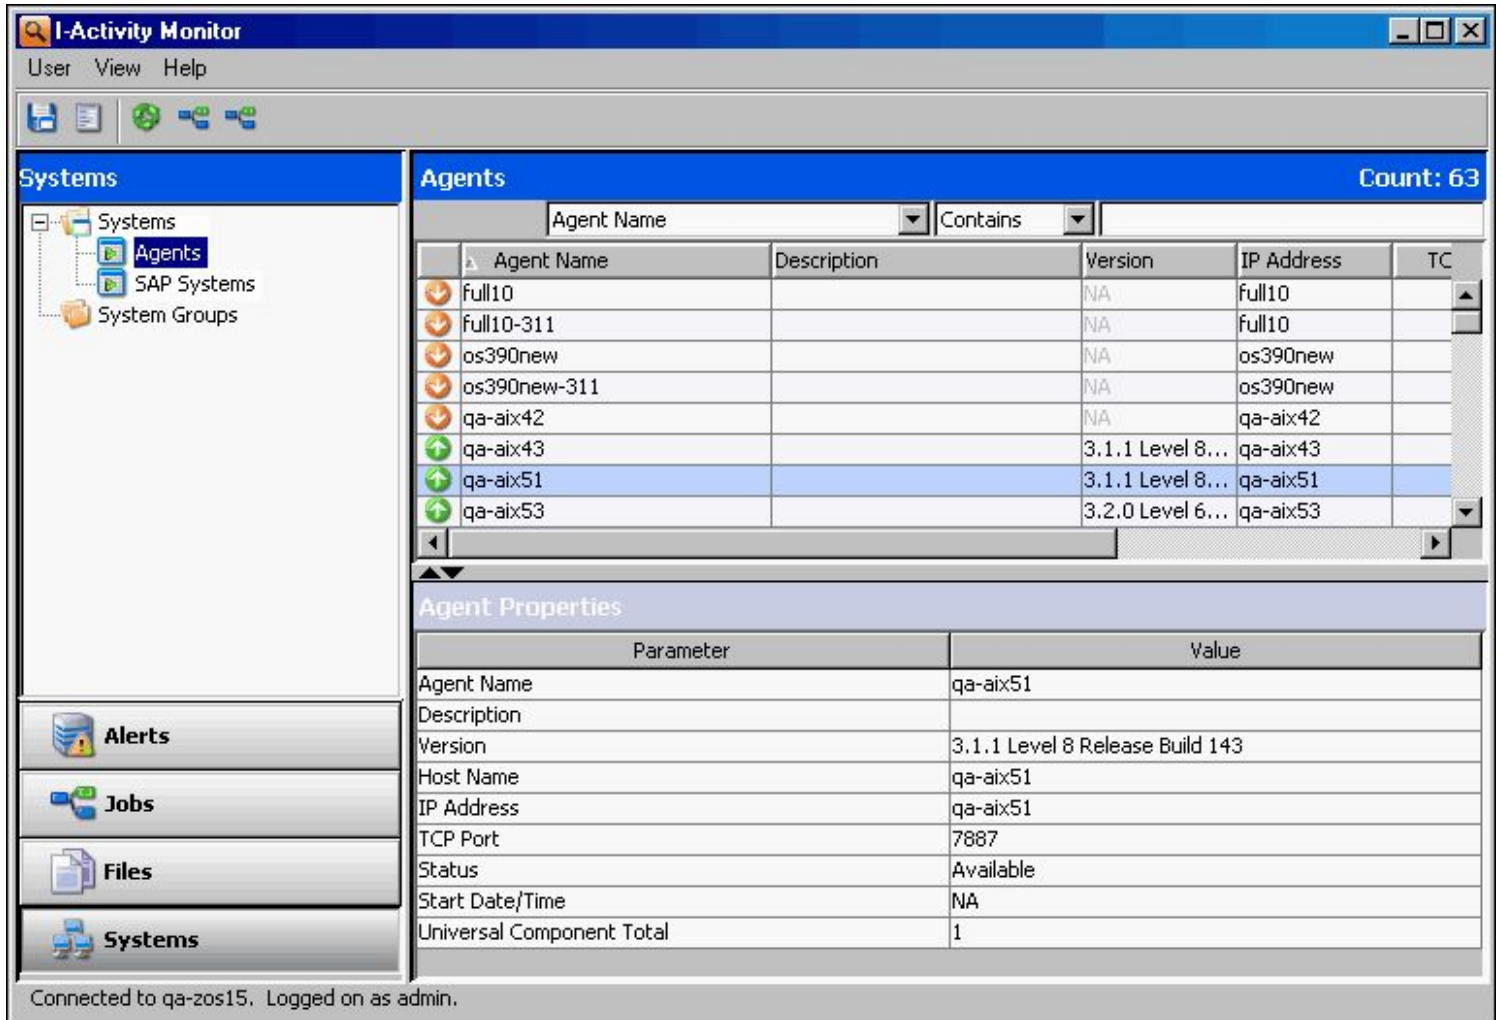 I-Activity Monitor
User View Help
Systems
Systems
Agents
SAP Systems
System Groups
Alerts
Jobs
Files
Systems
Agents Count: 63
Agent Name Contains
Agent Name Description Version IP Address TC
full10 NA full10
full10-311 NA full10
os390new NA os390new
os390new-311 NA os390new
qa-aix42 NA qa-aix42
qa-aix43 3.1.1 Level 8... qa-aix43
qa-aix51 3.1.1 Level 8... qa-aix51
qa-aix53 3.2.0 Level 6... qa-aix53
Agent Properties
Parameter Value
Agent Name qa-aix51
Description
Version 3.1.1 Level 8 Release Build 143
Host Name qa-aix51
IP Address qa-aix51
TCP Port 7887
Status Available
Start Date/Time NA
Universal Component Total 1
Connected to qa-zos15. Logged on as admin.